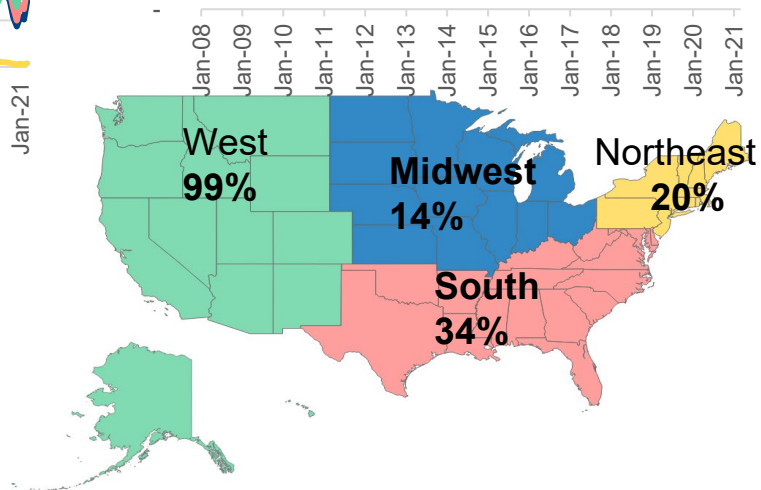 -
Jan-08
Jan-09
Jan-10
Jan-11
Jan-12
Jan-13
Jan-14
Jan-15
Jan-16
Jan-17
Jan-18
Jan-19
Jan-20
Jan-21
Jan-21
West
99%
Midwest
14%
Northeast
20%
South
34%